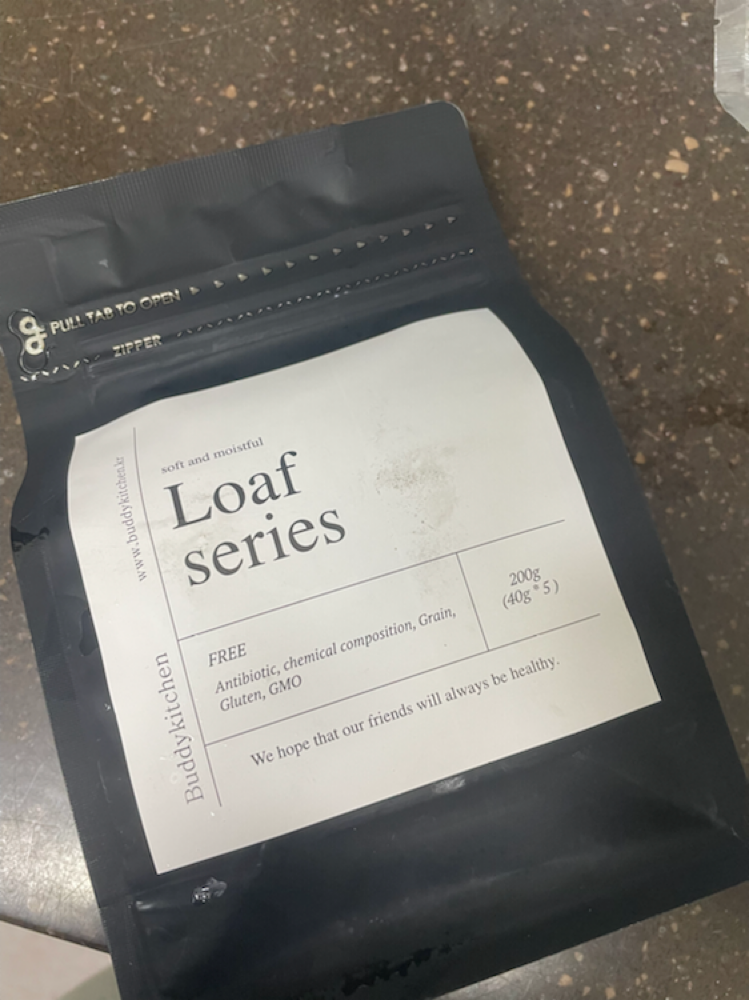 PULL TAB TO OPEN
ZIPPER
www.buddykitchen.kr
soft and moistful
Loaf
series
200g
(40g * 5 )
FREE
Antibiotic, chemical composition, Grain,
Gluten, GMO
Buddykitchen
We hope that our friends will always be healthy.